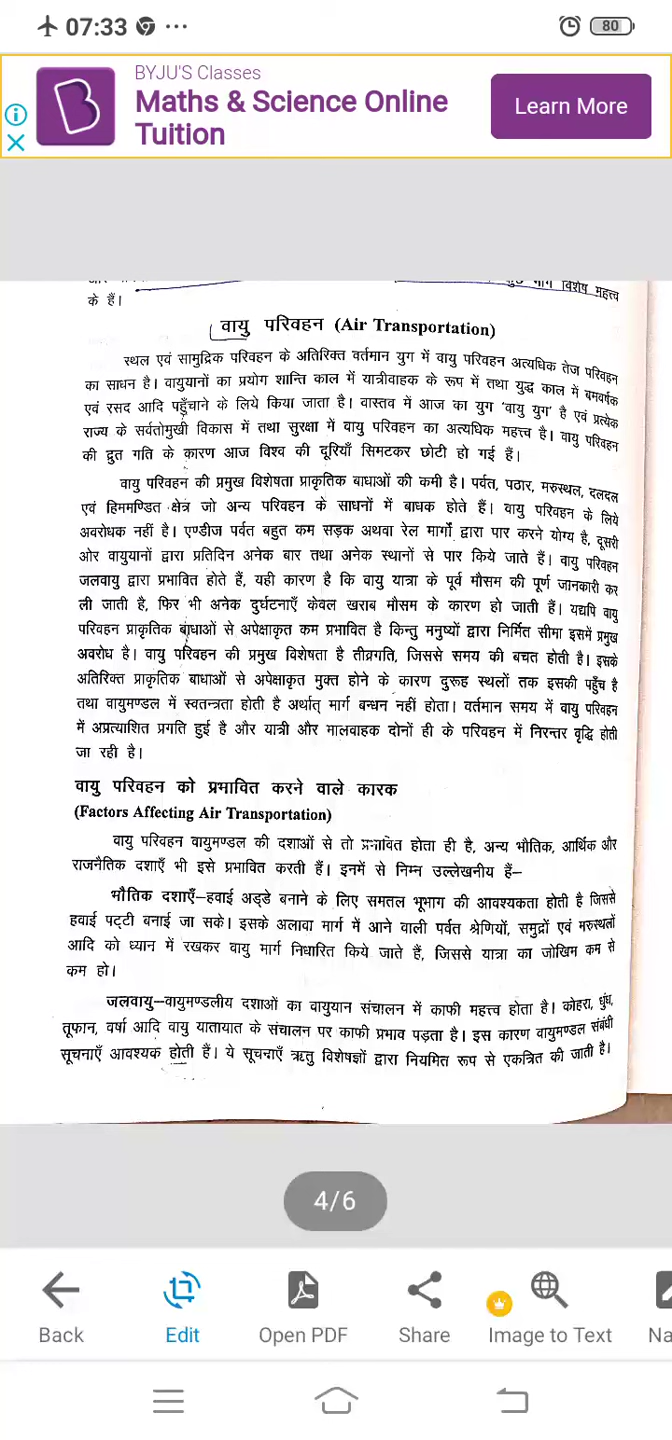 07:33
80
BYJU'S Classes
Maths & Science Online
Tuition
Learn More
विशेष महत्त्व
के हैं।
वायु परिवहन (Air Transportation)
स्थल एवं सामुद्रिक परिवहन के अतिरिक्त वर्तमान युग में वायु परिवहन अत्यधिक तेज परिवहन
का साधन है। वायुयानों का प्रयोग शान्ति काल में यात्रीवाहक के रूप में तथा युद्ध काल में बमवर्षक
एवं रसद आदि पहुँचाने के लिये किया जाता है। वास्तव में आज का युग ‘वायु युग’ है एवं प्रत्येक
राज्य के सर्वतोमुखी विकास में तथा सुरक्षा में वायु परिवहन का अत्यधिक महत्त्व है। वायु परिवहन
की द्रुत गति के कारण आज विश्व की दूरियाँ सिमटकर छोटी हो गई हैं।
वायु परिवहन की प्रमुख विशेषता प्राकृतिक बाधाओं की कमी है। पर्वत, पठार, मरुस्थल, दलदल
एवं हिममण्डित क्षेत्र जो अन्य परिवहन के साधनों में बाधक होते हैं। वायु परिवहन के लिये
अवरोधक नहीं है। एण्डीज पर्वत बहुत कम सड़क अथवा रेल मार्गों द्वारा पार करने योग्य है, दूसरी
ओर वायुयानों द्वारा प्रतिदिन अनेक बार तथा अनेक स्थानों से पार किये जाते हैं। वायु परिवहन
जलवायु द्वारा प्रभावित होते हैं, यही कारण है कि वायु यात्रा के पूर्व मौसम की पूर्ण जानकारी कर
ली जाती है, फिर भी अनेक दुर्घटनाएँ केवल खराब मौसम के कारण हो जाती हैं। यद्यपि वायु
परिवहन प्राकृतिक बाधाओं से अपेक्षाकृत कम प्रभावित है किन्तु मनुष्यों द्वारा निर्मित सीमा इसमें प्रमुख
अवरोध है। वायु परिवहन की प्रमुख विशेषता है तीव्रगति, जिससे समय की बचत होती है। इसके
अतिरिक्त प्राकृतिक बाधाओं से अपेक्षाकृत मुक्त होने के कारण दुरूह स्थलों तक इसकी पहुँच है
तथा वायुमण्डल में स्वतन्त्रता होती है अर्थात् मार्ग बन्धन नहीं होता। वर्तमान समय में वायु परिवहन
में अप्रत्याशित प्रगति हुई है और यात्री और मालवाहक दोनों ही के परिवहन में निरन्तर वृद्धि होती
जा रही है।
वायु परिवहन को प्रभावित करने वाले कारक
(Factors Affecting Air Transportation)
वायु परिवहन वायुमण्डल की दशाओं से तो प्रभावित होता ही है, अन्य भौतिक, आर्थिक और
राजनैतिक दशाएँ भी इसे प्रभावित करती हैं। इनमें से निम्न उल्लेखनीय हैं–
भौतिक दशाएँ–हवाई अड्डे बनाने के लिए समतल भूभाग की आवश्यकता होती है जिससे
हवाई पट्टी बनाई जा सके। इसके अलावा मार्ग में आने वाली पर्वत श्रेणियों, समुद्रों एवं मरुस्थलों
आदि को ध्यान में रखकर वायु मार्ग निधारित किये जाते हैं, जिससे यात्रा का जोखिम कम से
कम हो।
जलवायु–वायुमण्डलीय दशाओं का वायुयान संचालन में काफी महत्त्व होता है। कोहरा, धुंध,
तूफान, वर्षा आदि वायु यातायात के संचालन पर काफी प्रभाव पड़ता है। इस कारण वायुमण्डल संबंधी
सूचनाएँ आवश्यक होती हैं। ये सूचनाएँ ऋतु विशेषज्ञों द्वारा नियमित रूप से एकत्रित की जाती है।
4/6
Back
Edit
Open PDF
Share
Image to Text
Na